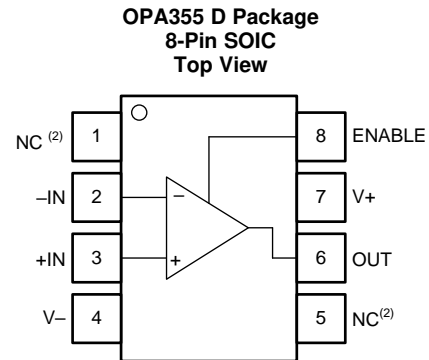 OPA355 D Package
8-Pin SOIC
Top View
NC (2) 1 8 ENABLE
–IN 2 – 7 V+
+IN 3 + 6 OUT
V– 4 5 NC(2)